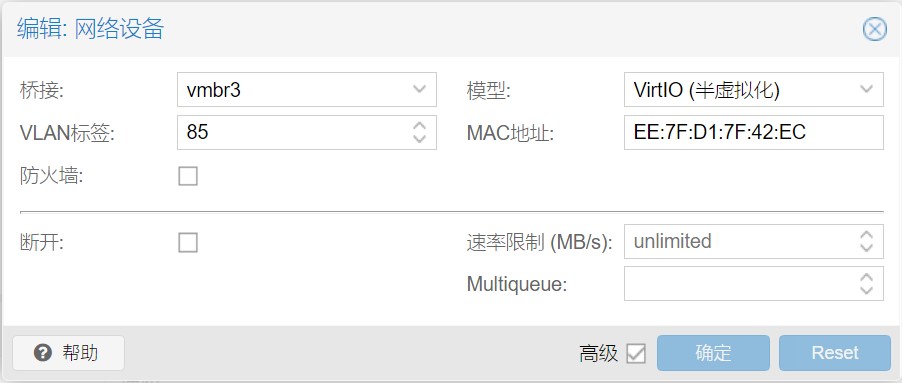 编辑: 网络设备
桥接: vmbr3 模型: VirtIO (半虚拟化)
VLAN标签: 85 MAC地址: EE:7F:D1:7F:42:EC
防火墙:
断开: 速率限制 (MB/s): unlimited
Multiqueue:
帮助 高级 确定 Reset